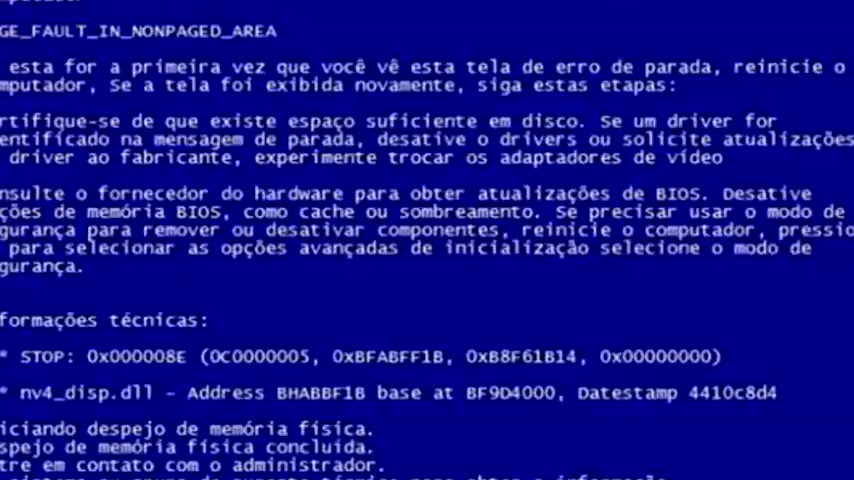 GE_FAULT_IN_NONPAGED_AREA
esta for a primeira vez que você vê esta tela de erro de parada, reinicie o
mputador, Se a tela foi exibida novamente, siga estas etapas:
rtifique-se de que existe espaço suficiente em disco. Se um driver for
entificado na mensagem de parada, desative o drivers ou solicite atualizações
driver ao fabricante, experimente trocar os adaptadores de vídeo
nsulte o fornecedor do hardware para obter atualizações de BIOS. Desative
ções de memória BIOS, como cache ou sombreamento. Se precisar usar o modo de
gurança para remover ou desativar componentes, reinicie o computador, pressio
para selecionar as opções avançadas de inicialização selecione o modo de
gurança.
formações técnicas:
* STOP: 0x000008E (0C0000005, 0xBFABFF1B, 0xB8F61B14, 0x00000000)
* nv4_disp.dll - Address BHABBF1B base at BF9D4000, Datestamp 4410c8d4
iciando despejo de memória física.
spejo de memória física concluída.
tre em contato com o administrador.